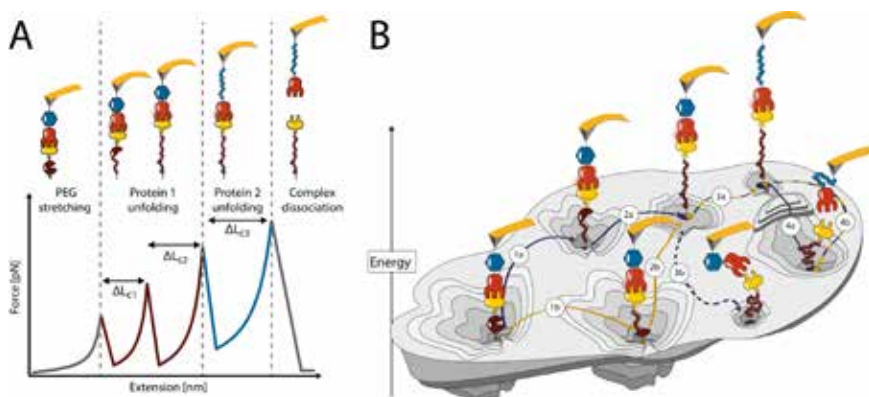 A
B
PEG
stretching
Protein 1
unfolding
Protein 2
unfolding
Complex
dissociation
ΔLC1
ΔLC2
ΔLC3
Force [pN]
Extension [nm]
Energy
1a
1b
2a
2b
3a
3b
4a
4b